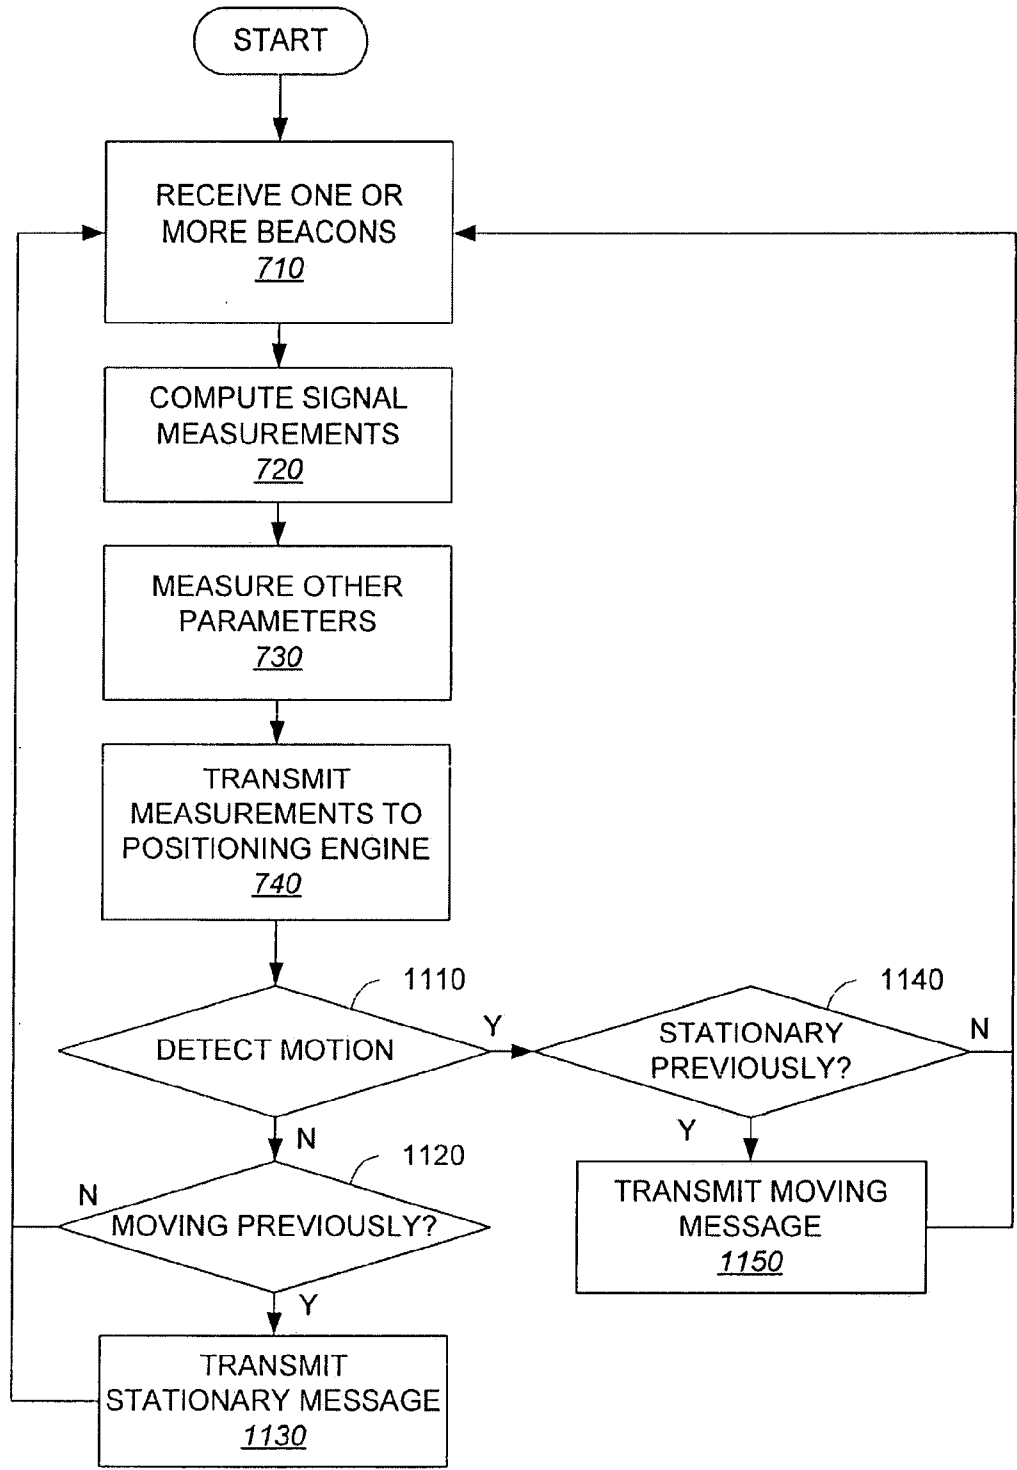 START
RECEIVE ONE OR
MORE BEACONS
710
COMPUTE SIGNAL
MEASUREMENTS
720
MEASURE OTHER
PARAMETERS
730
TRANSMIT
MEASUREMENTS TO
POSITIONING ENGINE
740
1110
DETECT MOTION
Y
1140
STATIONARY
PREVIOUSLY?
N
N
Y
1120
MOVING PREVIOUSLY?
N
Y
TRANSMIT MOVING
MESSAGE
1150
TRANSMIT
STATIONARY MESSAGE
1130